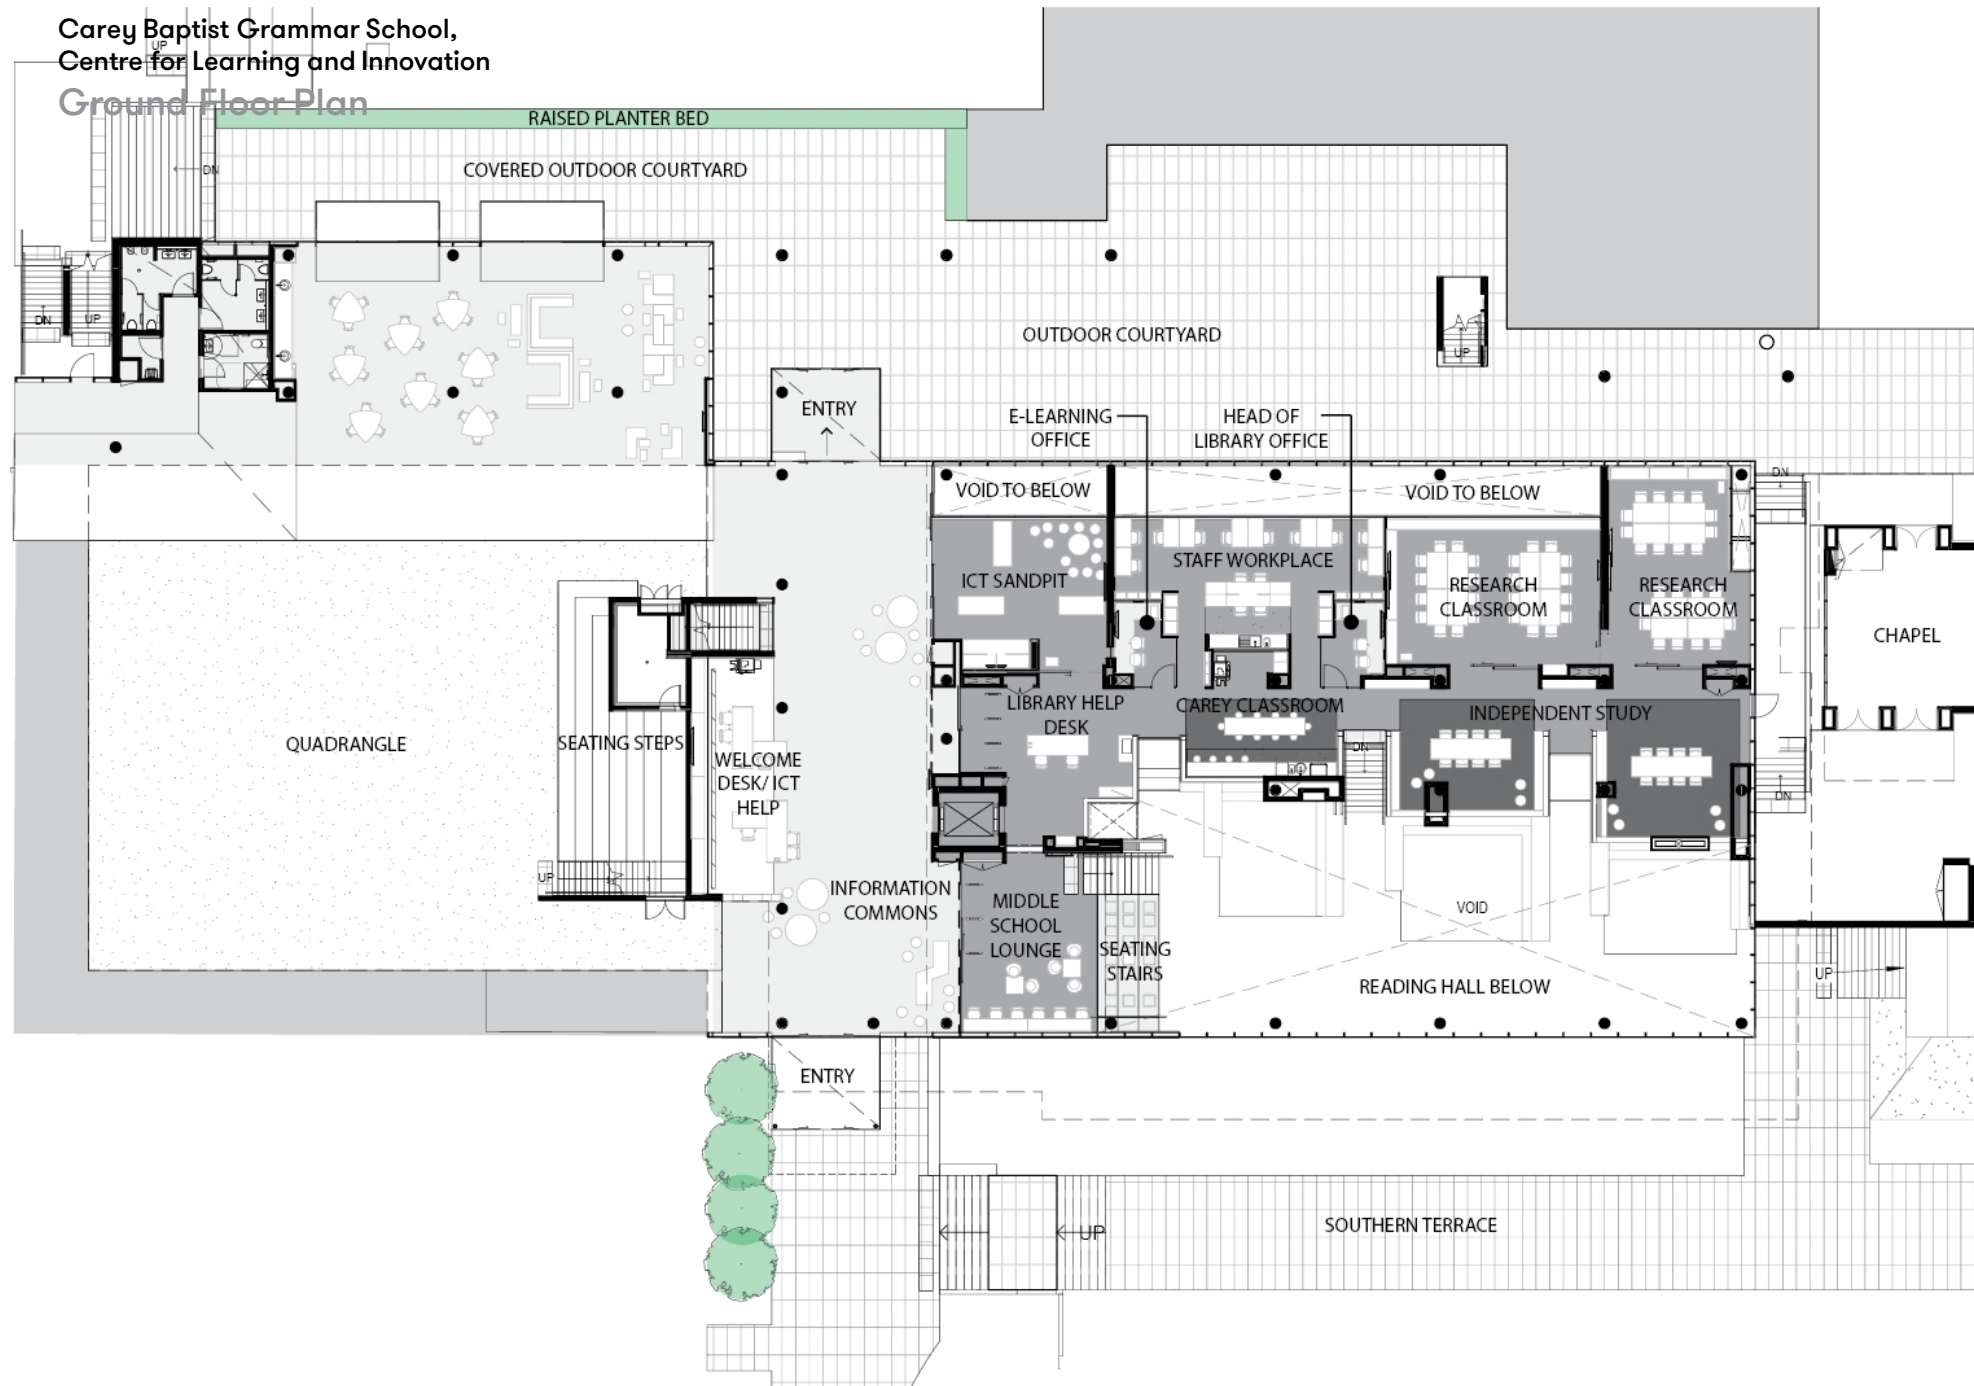 Carey Baptist Grammar School,
Centre for Learning and Innovation
Ground Floor Plan
UP
RAISED PLANTER BED
COVERED OUTDOOR COURTYARD
DN
DN
UP
OUTDOOR COURTYARD
UP
ENTRY
E-LEARNING
OFFICE
HEAD OF
LIBRARY OFFICE
VOID TO BELOW
VOID TO BELOW
DN
STAFF WORKPLACE
ICT SANDPIT
RESEARCH
CLASSROOM
RESEARCH
CLASSROOM
CHAPEL
LIBRARY HELP
DESK
CAREY CLASSROOM
INDEPENDENT STUDY
QUADRANGLE
SEATING STEPS
WELCOME
DESK/ ICT
HELP
DN
DN
UP
INFORMATION
COMMONS
MIDDLE
SCHOOL
LOUNGE
SEATING
STAIRS
VOID
READING HALL BELOW
UP
ENTRY
UP
SOUTHERN TERRACE